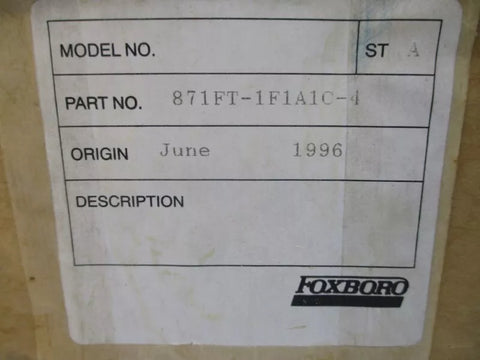 MODEL NO. ST A
PART NO. 871FT-1F1A1C-4
ORIGIN June 1996
DESCRIPTION
FOXBORO